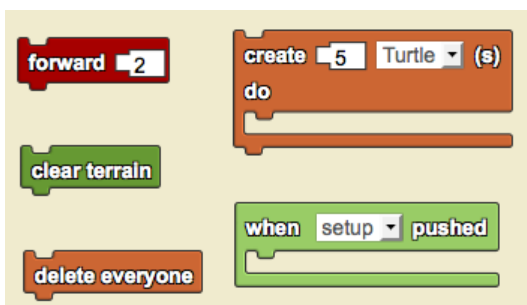 forward 2
create 5 Turtle (s)
do
clear terrain
when setup pushed
delete everyone